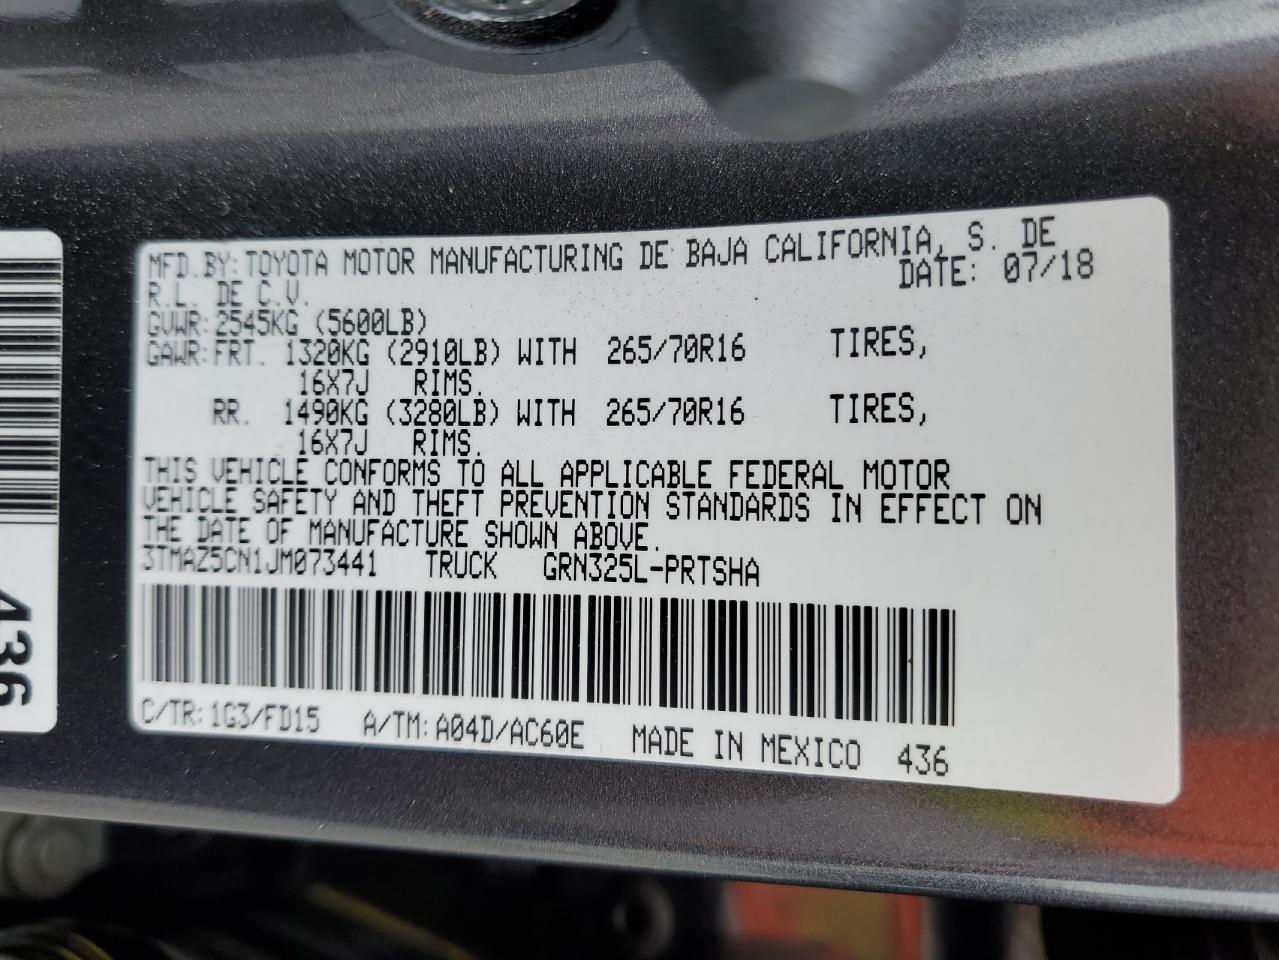 MFD.BY:TOYOTA MOTOR MANUFACTURING DE BAJA CALIFORNIA, S. DE
R.L. DE C.V. DATE: 07/18
GVWR:2545KG (5600LB)
GAWR:FRT. 1320KG (2910LB) WITH 265/70R16 TIRES,
16X7J RIMS.
RR. 1490KG (3280LB) WITH 265/70R16 TIRES,
16X7J RIMS.
THIS VEHICLE CONFORMS TO ALL APPLICABLE FEDERAL MOTOR
VEHICLE SAFETY AND THEFT PREVENTION STANDARDS IN EFFECT ON
THE DATE OF MANUFACTURE SHOWN ABOVE.
3TMAZ5CN1JM073441 TRUCK GRN325L-PRTSHA
C/TR:1G3/FD15 A/TM:A04D/AC60E MADE IN MEXICO 436
436